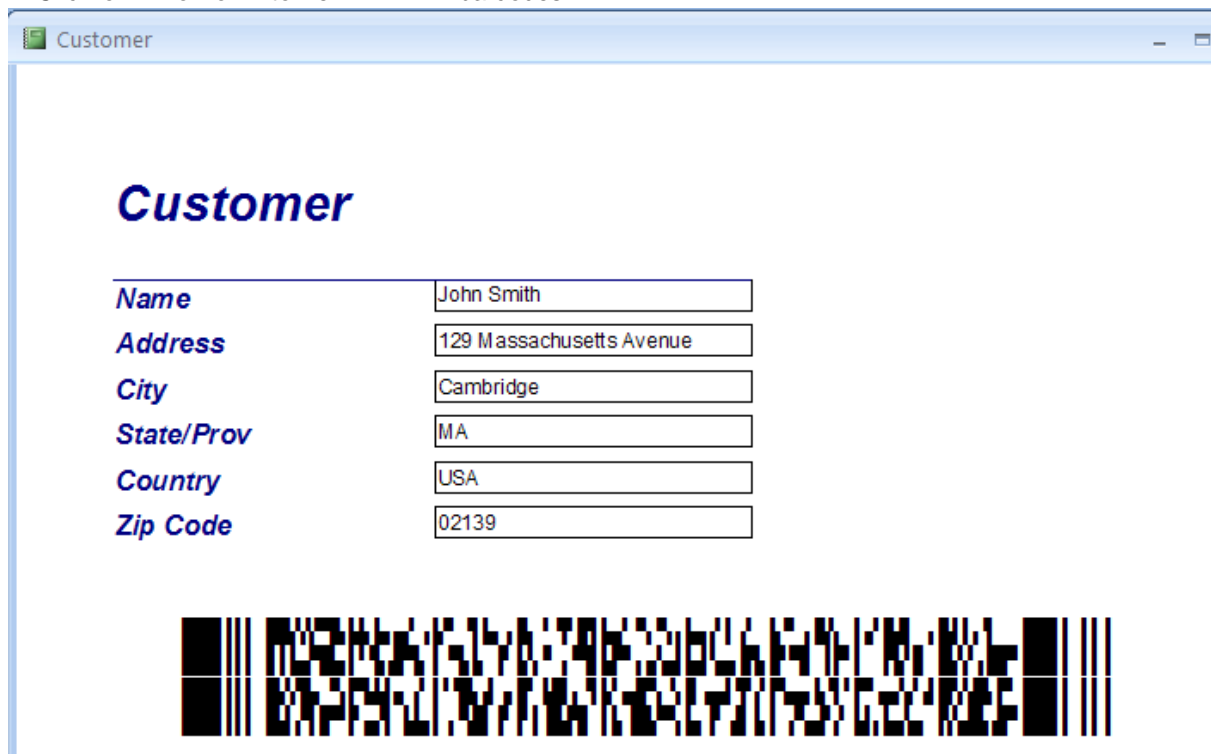 Customer
Customer
Name John Smith
Address 129 Massachusetts Avenue
City Cambridge
State/Prov MA
Country USA
Zip Code 02139